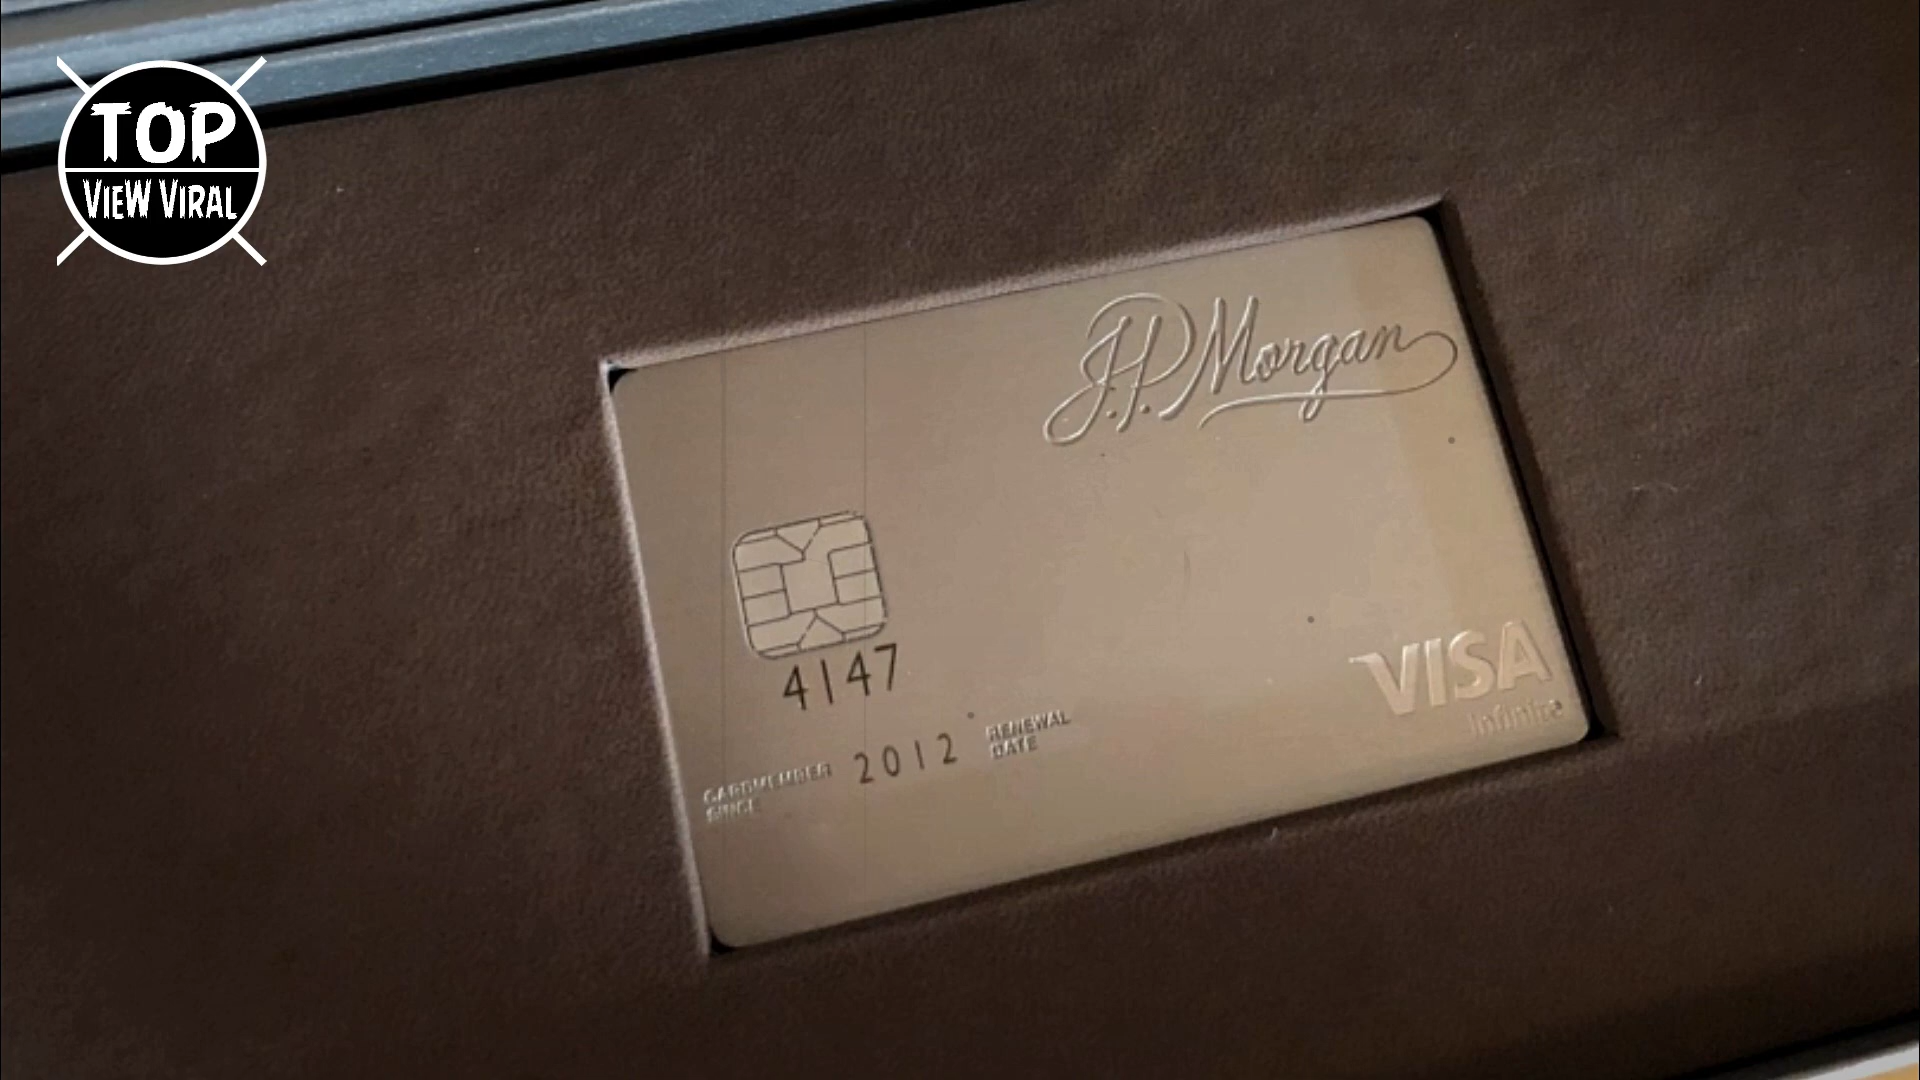 TOP
VIEW VIRAL
J.P.Morgan
4147
CARDMEMBER
SINCE
2012
RENEWAL
DATE
VISA
Infinite